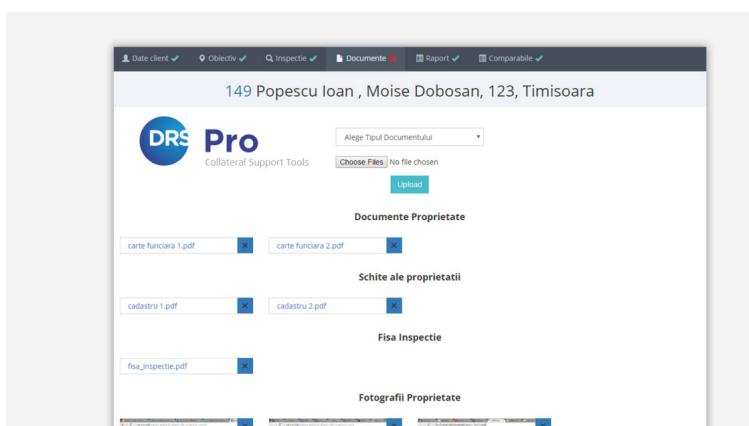 Date client Obiectiv Inspectie Documente Raport Comparabile
149 Popescu Ioan , Moise Dobosan, 123, Timisoara
DRS Pro
Collateral Support Tools
Alege Tipul Documentului
Choose Files No file chosen
Upload
Documente Proprietate
carte funciara 1.pdf carte funciara 2.pdf
Schite ale proprietatii
cadastru 1.pdf cadastru 2.pdf
Fisa Inspectie
fisa_inspectie.pdf
Fotografii Proprietate